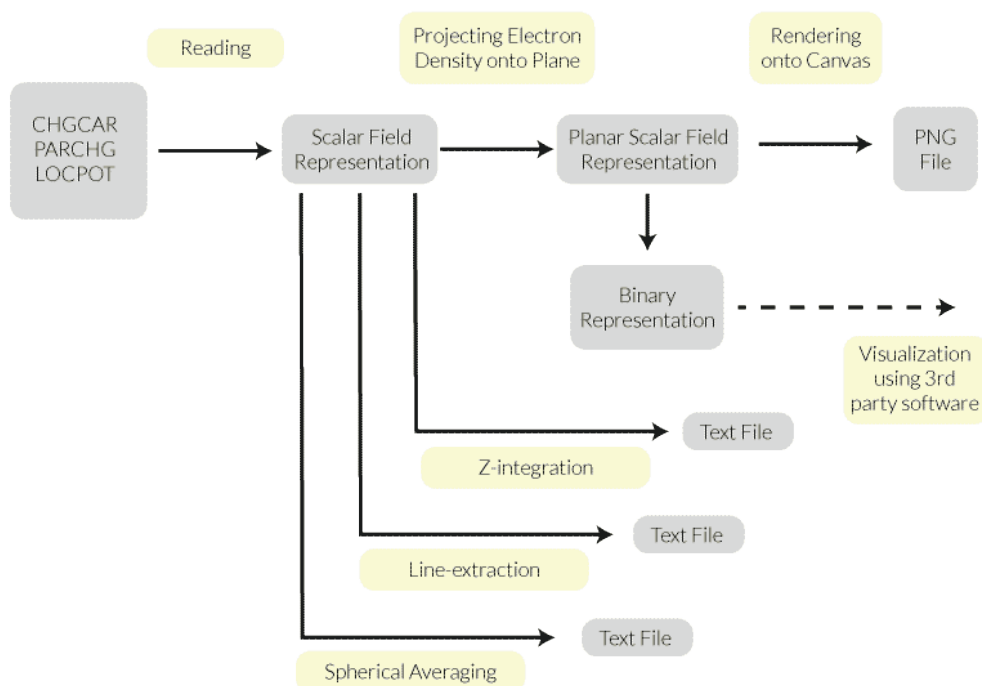 Reading
Projecting Electron
Density onto Plane
Rendering
onto Canvas
CHGCAR
PARCHG
LOCPOT
Scalar Field
Representation
Planar Scalar Field
Representation
PNG
File
Binary
Representation
Visualization
using 3rd
party software
Text File
Z-integration
Text File
Line-extraction
Text File
Spherical Averaging